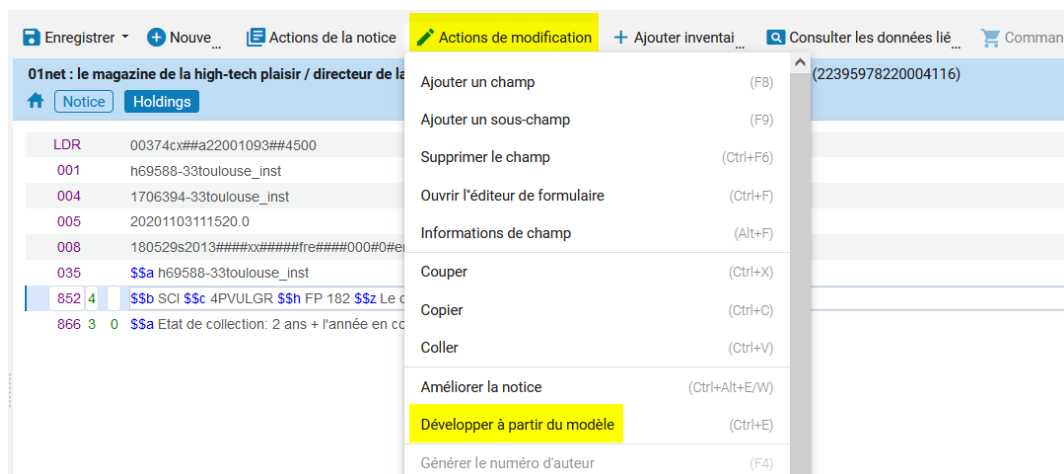 Enregistrer Nouve... Actions de la notice Actions de modification Ajouter inventai... Consulter les données lié... Comman
01net : le magazine de la high-tech plaisir / directeur de la (22395978220004116)
Notice Holdings
Ajouter un champ (F8)
Ajouter un sous-champ (F9)
Supprimer le champ (Ctrl+F6)
Ouvrir l''éditeur de formulaire (Ctrl+F)
Informations de champ (Alt+F)
Couper (Ctrl+X)
Copier (Ctrl+C)
Coller (Ctrl+V)
Améliorer la notice (Ctrl+Alt+E/W)
Développer à partir du modèle (Ctrl+E)
Générer le numéro d'auteur (F4)
LDR 00374cx##a22001093##4500
001 h69588-33toulouse_inst
004 1706394-33toulouse_inst
005 20201103111520.0
008 180529s2013####xx#####fre####000#0#e
035 $$a h69588-33toulouse_inst
852 4 $$b SCI $$c 4PVULGR $$h FP 182 $$z Le
866 3 0 $$a Etat de collection: 2 ans + l'année en co